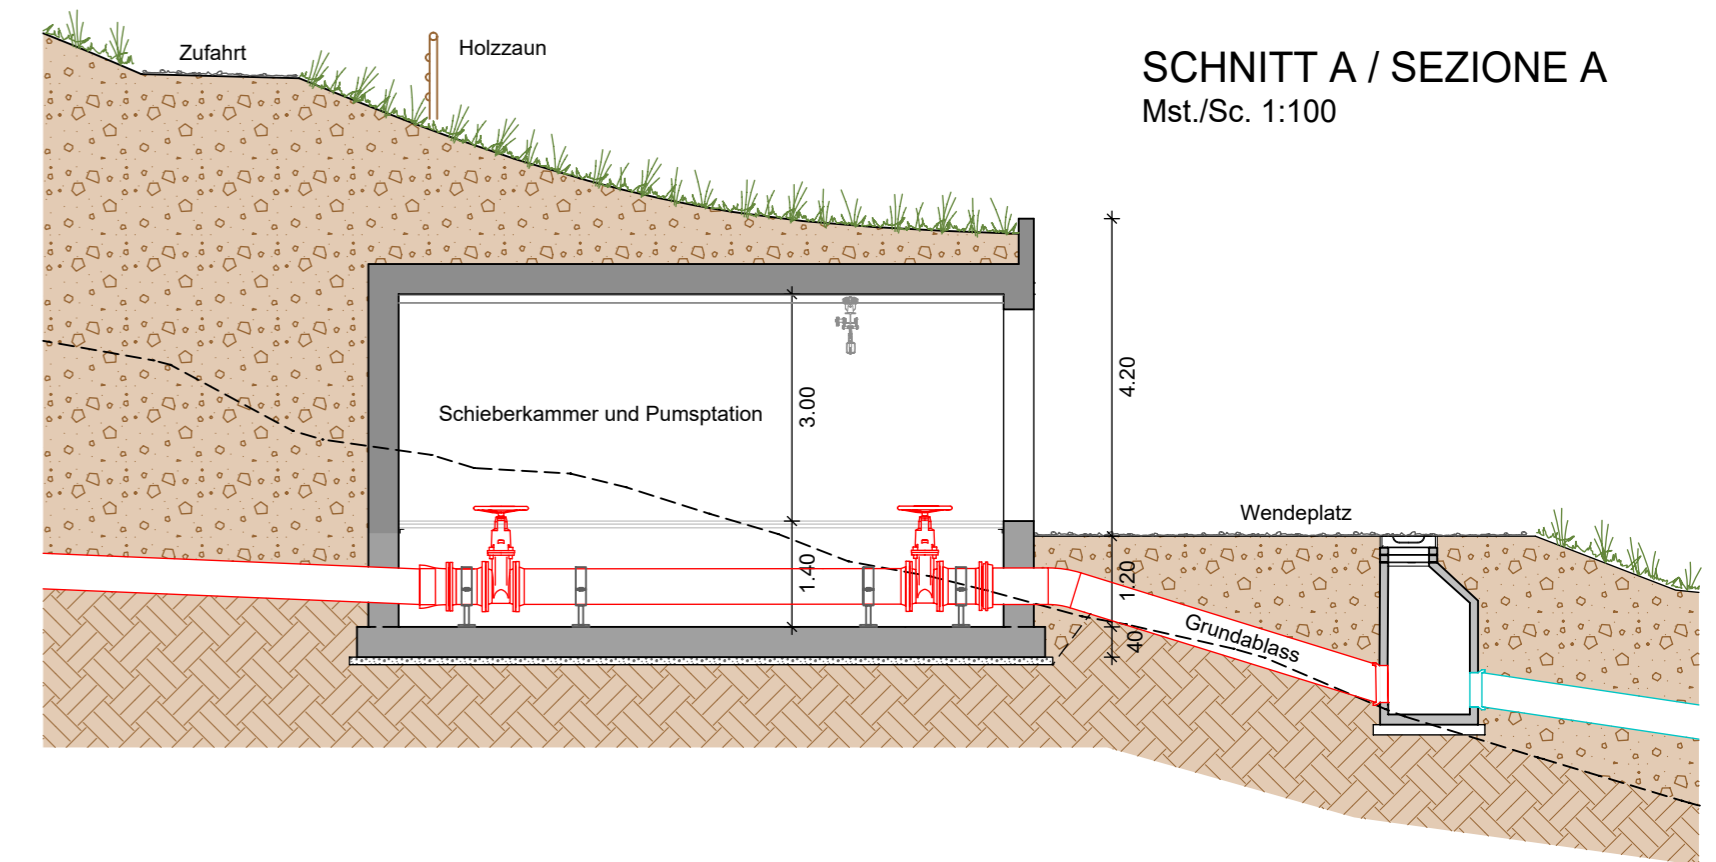 SCHNITT A / SEZIONE A
Mst./Sc. 1:100
Zufahrt
Holzzaun
Schieberkammer und Pumsptation
3.00
4.20
1.40
Wendeplatz
1.20
40
Grundablass